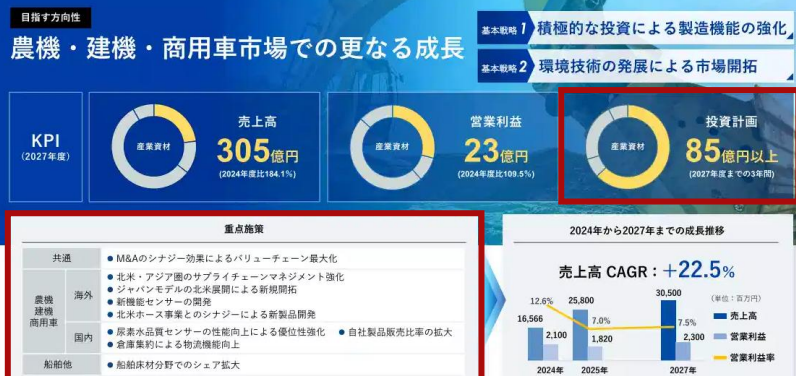 目指す方向性
農機・建機・商用車市場での更なる成長
基本戦略1 積極的な投資による製造機能の強化
基本戦略2 環境技術の発展による市場開拓
KPI
(2027年度)
産業資材
売上高
305億円
(2024年度比184.1%)
産業資材
営業利益
23億円
(2024年度比109.5%)
産業資材
投資計画
85億円以上
(2027年度までの3年間)
重点施策
共通
● M&Aのシナジー効果によるバリューチェーン最大化
農機
建機
商用車
海外
● 北米・アジア圏のサプライチェーンマネジメント強化
● ジャパンモデルの北米展開による新規開拓
● 新機能センサーの開発
● 北米ホース事業とのシナジーによる新製品開発
国内
● 尿素水品質センサーの性能向上による優位性強化 ● 自社製品販売比率の拡大
● 倉庫集約による物流機能向上
船舶他
● 船舶床材分野でのシェア拡大
2024年から2027年までの成長推移
売上高 CAGR：+22.5%
(単位：百万円)
12.6%
25,800
30,500
16,566
7.0%
7.5%
2,100
1,820
2,300
2024年
2025年
2027年
売上高
営業利益
営業利益率